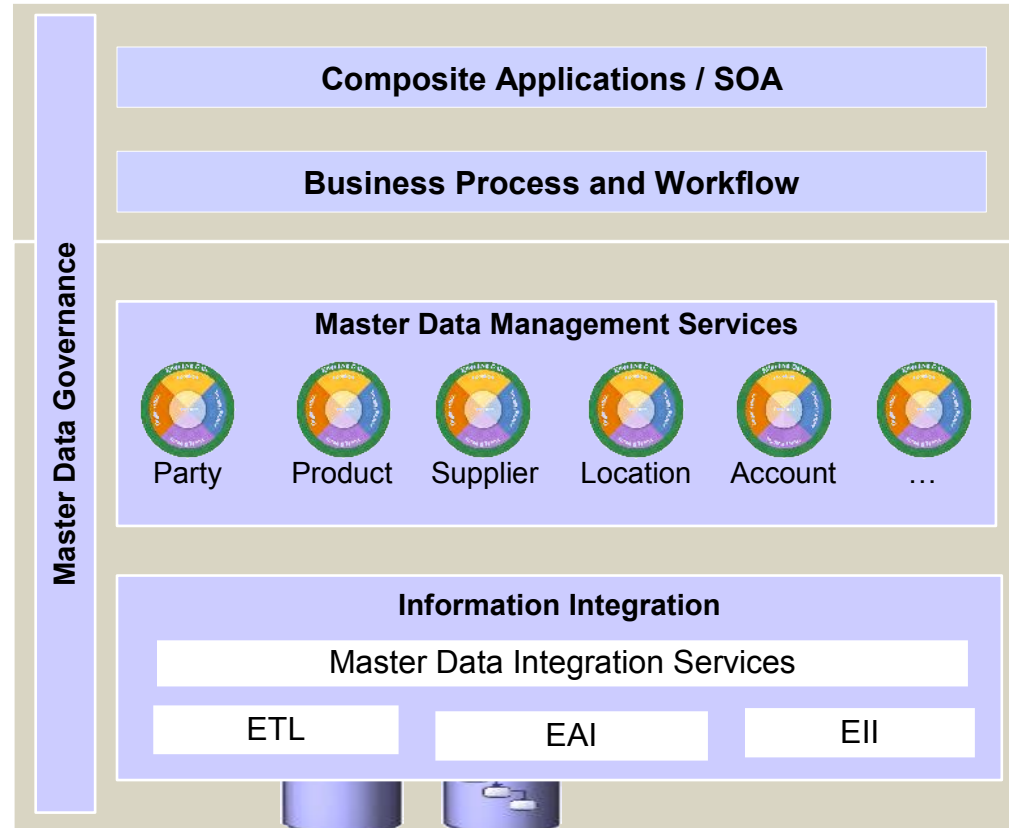 Master Data Governance
Composite Applications / SOA
Business Process and Workflow
Master Data Management Services
Party Product Supplier Location Account …
Information Integration
Master Data Integration Services
ETL EAI EII